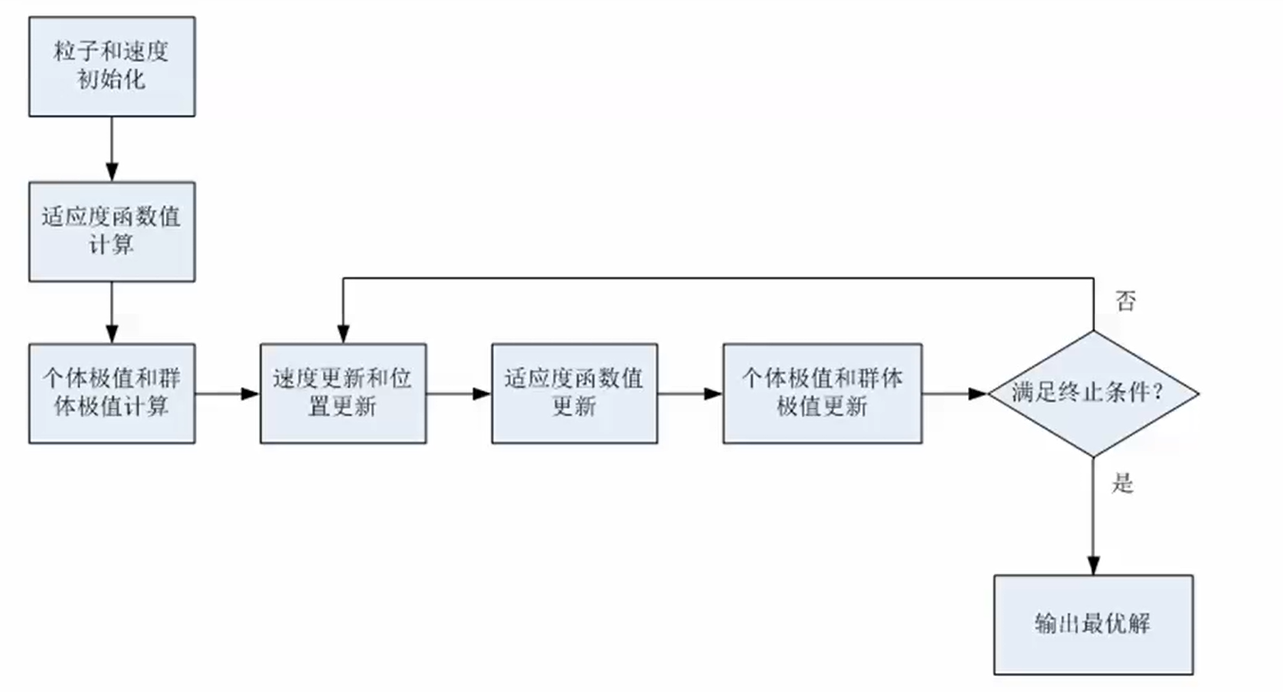 粒子和速度
初始化
适应度函数值
计算
个体极值和群
体极值计算
速度更新和位
置更新
适应度函数值
更新
个体极值和群体
极值更新
满足终止条件？
否
是
输出最优解